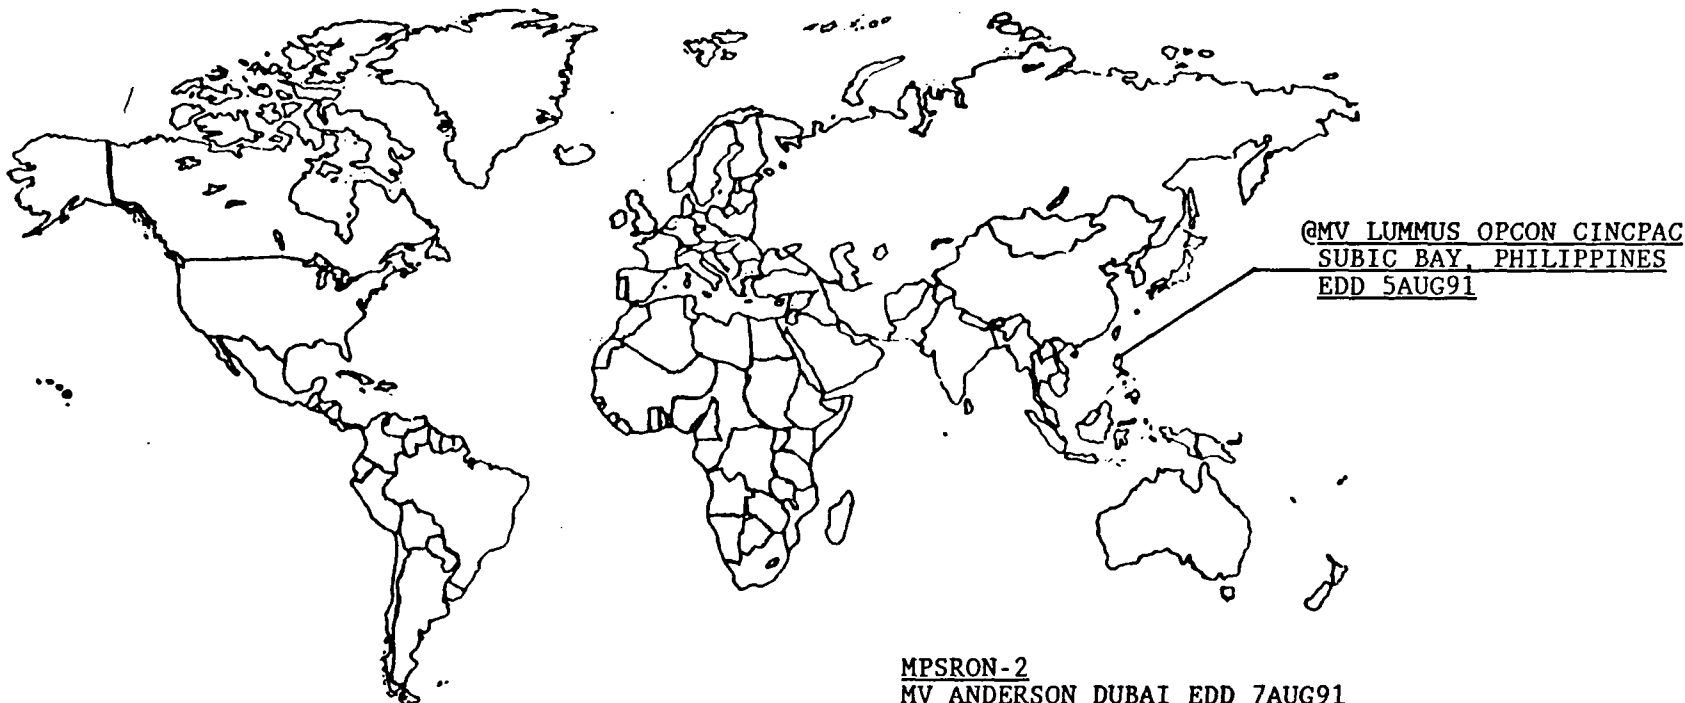 @MV LUMMUS OPCON CINCPAC
SUBIC BAY, PHILIPPINES
EDD 5AUG91
MPSRON-2
MV ANDERSON DUBAI EDD 7AUG91